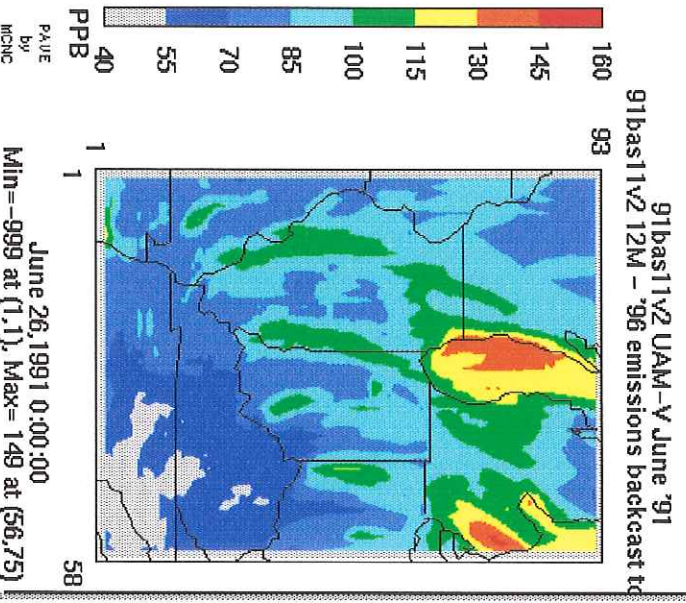 91bas11v2 UAM-V June '91
91bas11v2 12M - '96 emissions backcast to
160
145
130
115
100
85
70
55
40
PPB
PAVE
by
MCNC
93
1
1
58
June 26,1991 0:00:00
Min=-999 at (1,1), Max= 149 at (56,75)